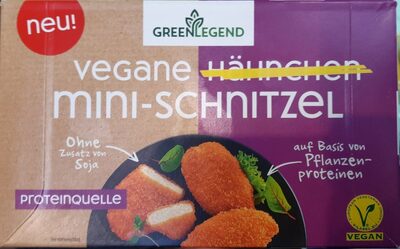 neu!
GREENLEGEND
VEGANE HÄHNCHEN
MINI-SCHNITZEL
Ohne
Zusatz von
Soja
auf Basis von
Pflanzen-
proteinen
PROTEINQUELLE
VEGAN